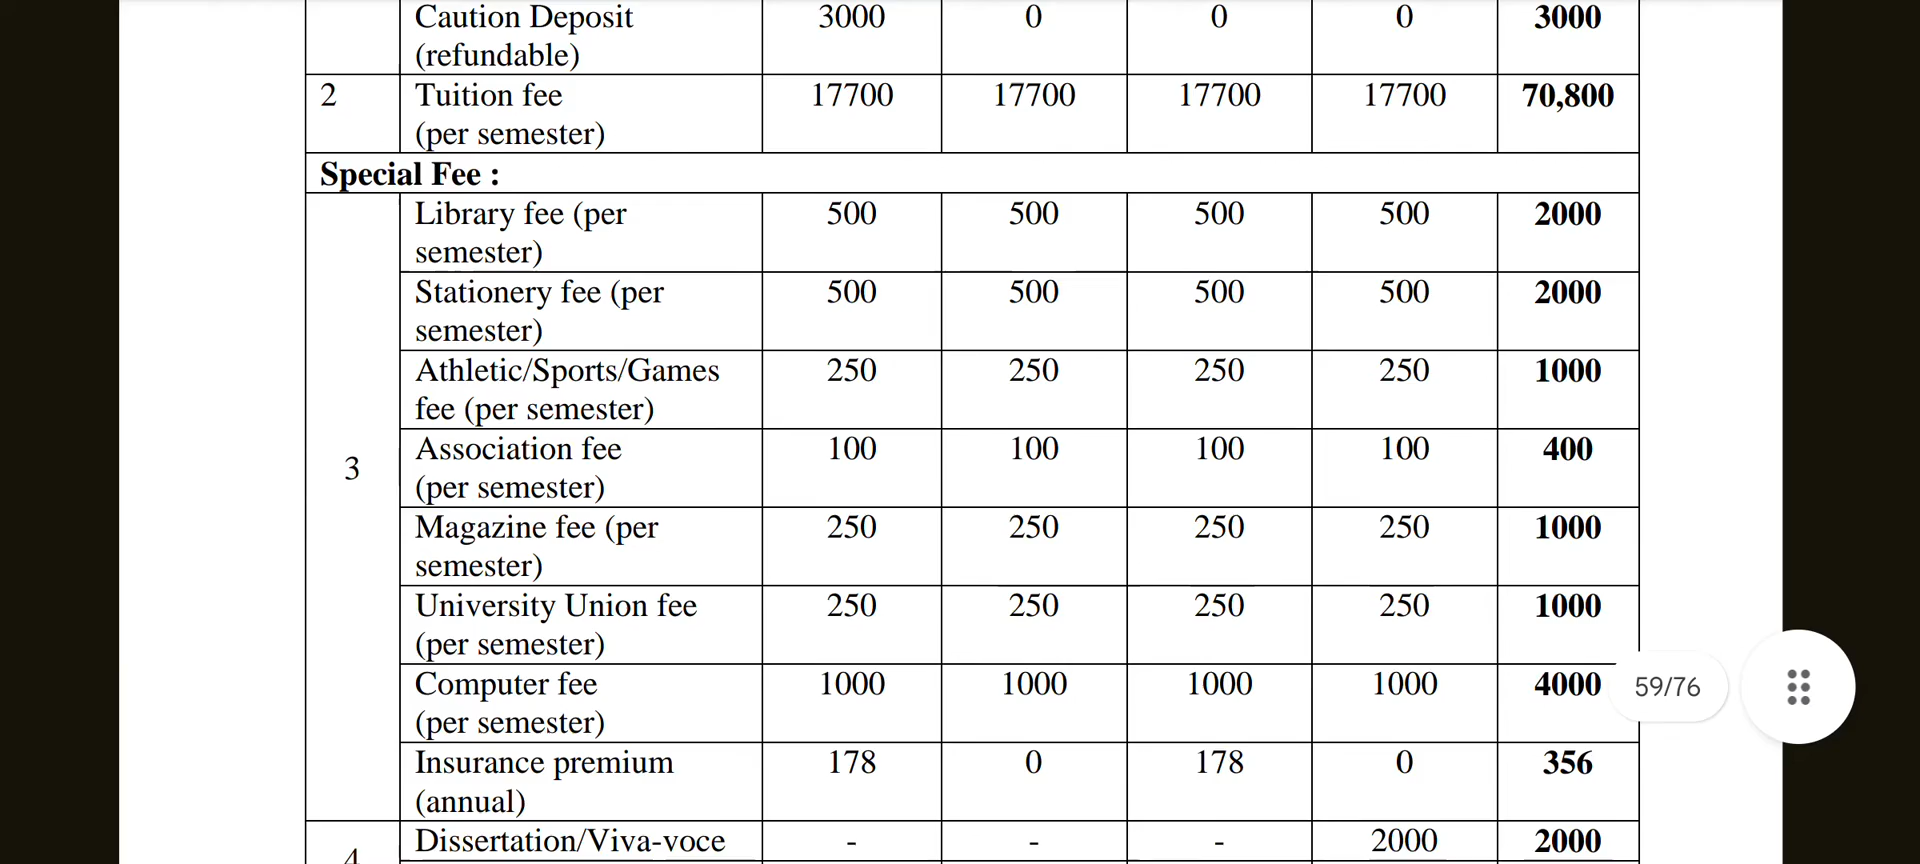 Caution Deposit 3000 0 0 0 3000
(refundable)
2 Tuition fee 17700 17700 17700 17700 70,800
(per semester)
Special Fee :
Library fee (per 500 500 500 500 2000
semester)
Stationery fee (per 500 500 500 500 2000
semester)
Athletic/Sports/Games 250 250 250 250 1000
fee (per semester)
Association fee 100 100 100 100 400
3
(per semester)
Magazine fee (per 250 250 250 250 1000
semester)
University Union fee 250 250 250 250 1000
(per semester)
Computer fee 1000 1000 1000 1000 4000 59/76
(per semester)
Insurance premium 178 0 178 0 356
(annual)
Dissertation/Viva-voce - - - 2000 2000
4